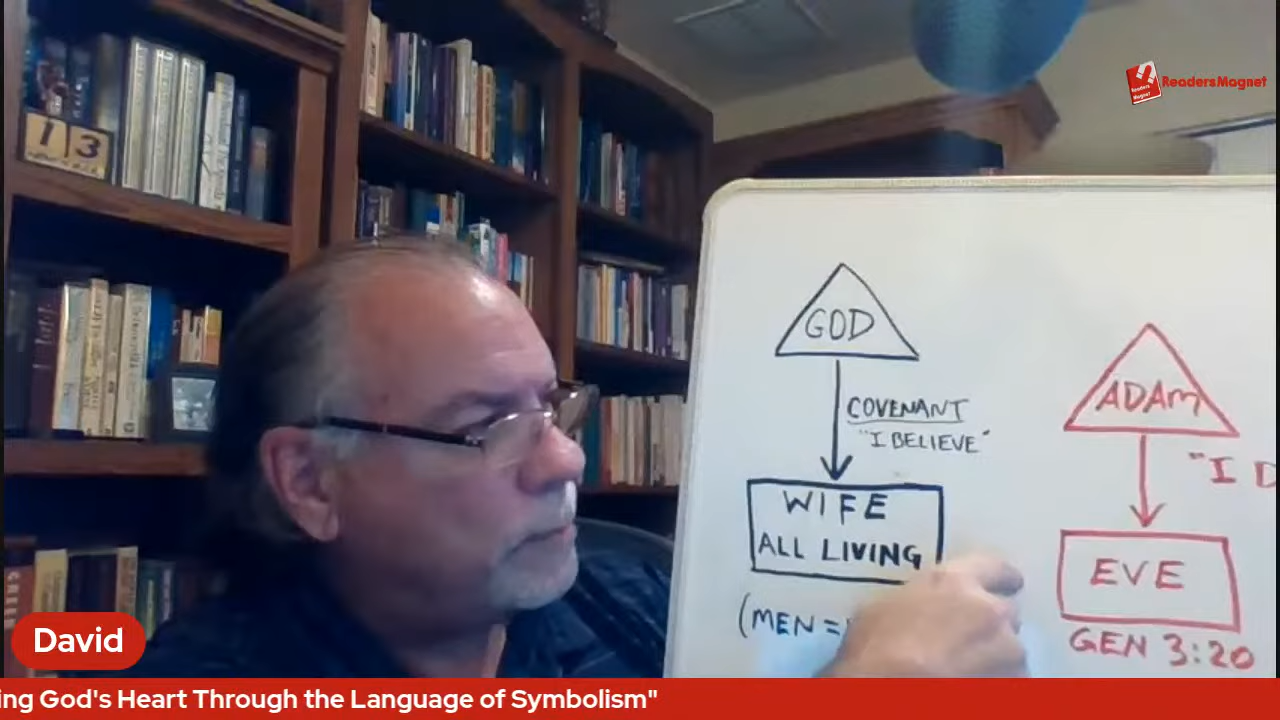 13
ReadersMagnet
GOD
COVENANT
"I BELIEVE"
WIFE
ALL LIVING
(MEN =
ADAM
"I D
EVE
GEN 3:20
David
ing God's Heart Through the Language of Symbolism"